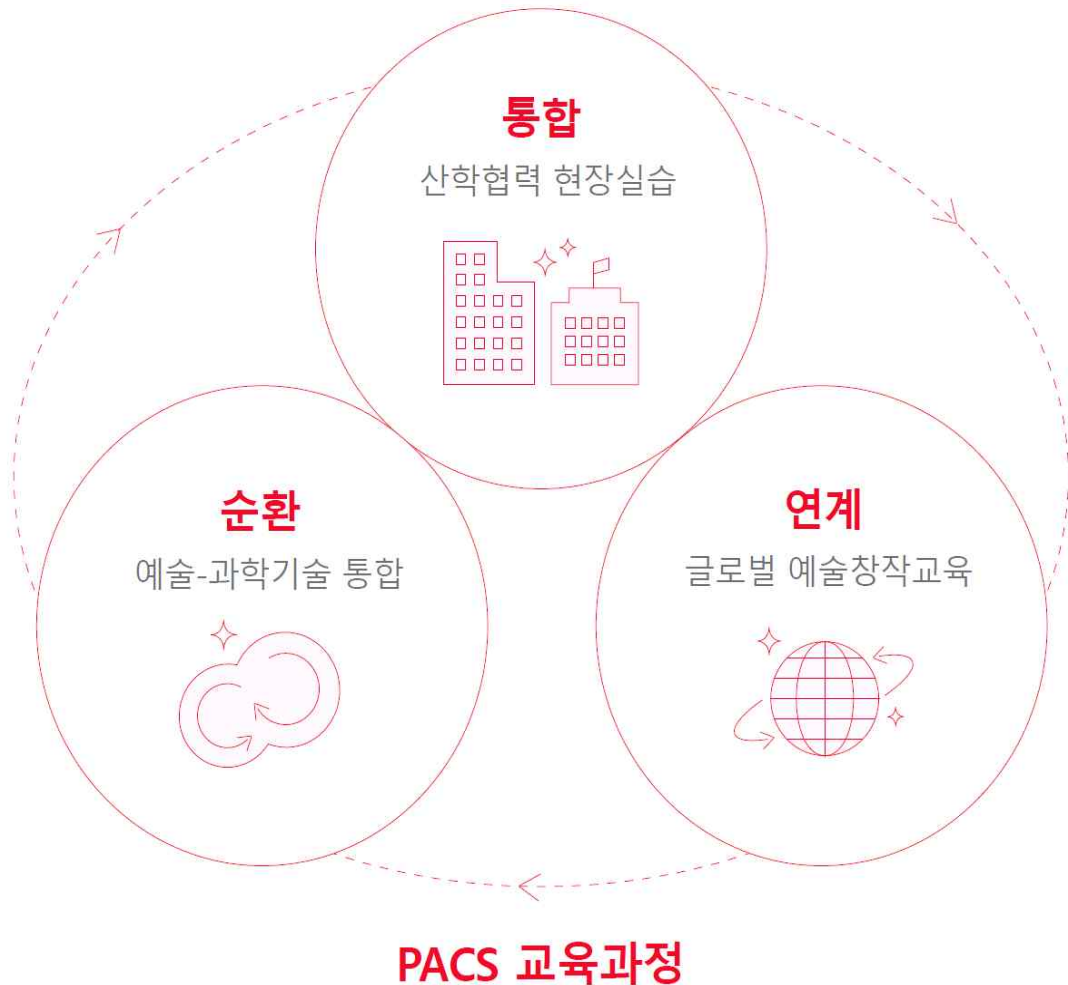 통합
산학협력 현장실습
순환
예술-과학기술 통합
연계
글로벌 예술창작교육
PACS 교육과정